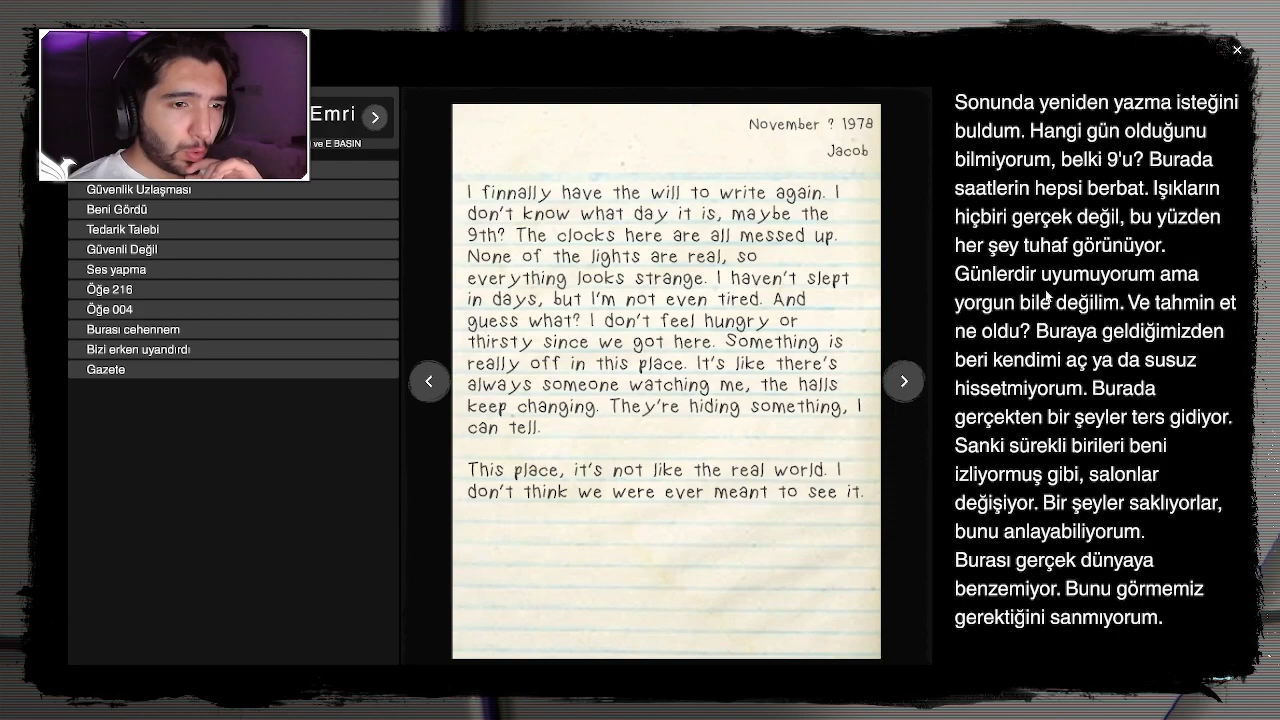 Emri
ve E.BAŞI
Güvenlik Uzlaşması
Beni Gördü
Tederik Talebi
Güvenli Değil
Ses yapma
Öğe 216
Öğe 004
Burası cehennem
Bisiterken uyandırdı
Gazete
November ? 1978
Jacob
I finnally have the will to write again. I
don't know what day it is, maybe the
9th? The clocks here are all messed up.
None of the lights are real, so
everything looks strange. haven't slept
in days, but I'm not even tired. And
guess what? I don't feel hungry or
thirsty since we got here. Something is
really off in this place. It's like there's
always someone watching me, the halls
keep changing. They're hiding something, I
can tell.
This place, it's not like the real world.
don't think we were ever meant to see it.
Sonunda yeniden yazma isteğini
buldum. Hangi gün olduğunu
bilmiyorum, belki 9'u? Burada
saatlerin hepsi berbat. Işıkların
hiçbiri gerçek değil, bu yüzden
her şey tuhaf görünüyor.
Günlerdir uyumuyorum ama
yorgun bile değilim. Ve tahmin et
ne oldu? Buraya geldiğimizden
beri kendimi aç ya da susuz
hissetmiyorum. Burada
gerçekten bir şeyler ters gidiyor.
Sanki sürekli birileri beni
izliyormuş gibi, salonlar sürekli
değişiyor. Bir şeyler saklıyorlar,
bunu anlayabiliyorum.
Burası gerçek dünyaya
benzemiyor. Bunu görmemiz
gerektiğini sanmıyorum.